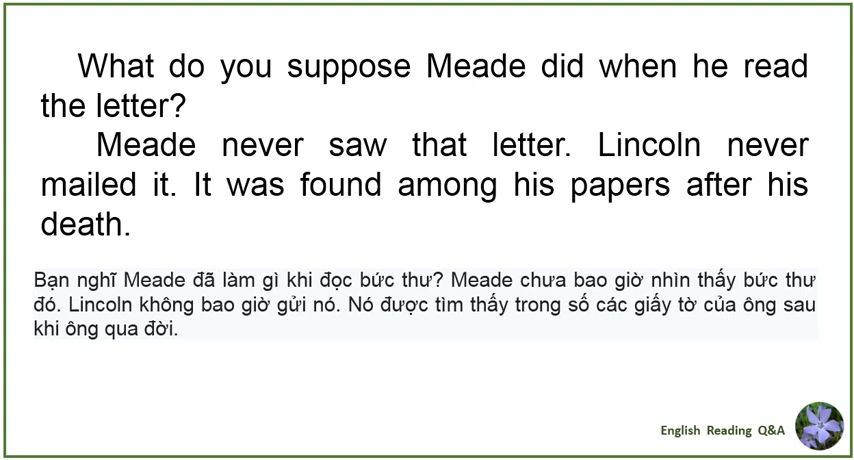 What do you suppose Meade did when he read
the letter?
Meade never saw that letter. Lincoln never
mailed it. It was found among his papers after his
death.
Bạn nghĩ Meade đã làm gì khi đọc bức thư? Meade chưa bao giờ nhìn thấy bức thư
đó. Lincoln không bao giờ gửi nó. Nó được tìm thấy trong số các giấy tờ của ông sau
khi ông qua đời.
English Reading Q&A